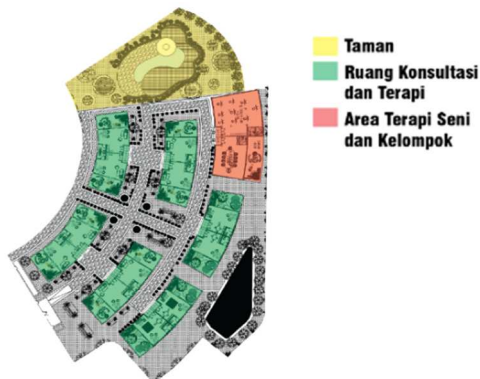 Taman
Ruang Konsultasi
dan Terapi
Area Terapi Seni
dan Kelompok